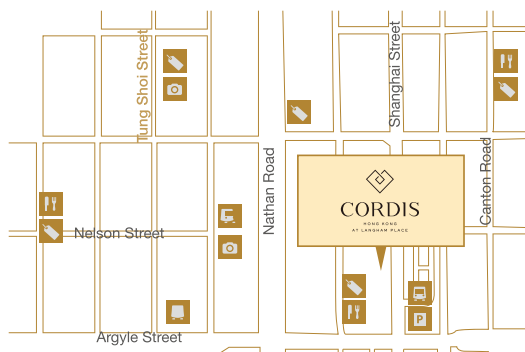 Tung Shoi Street
Shanghai Street
Nathan Road
Canton Road
CORDIS
HONG KONG
AT LANGHAM PLACE
Nelson Street
P
Argyle Street